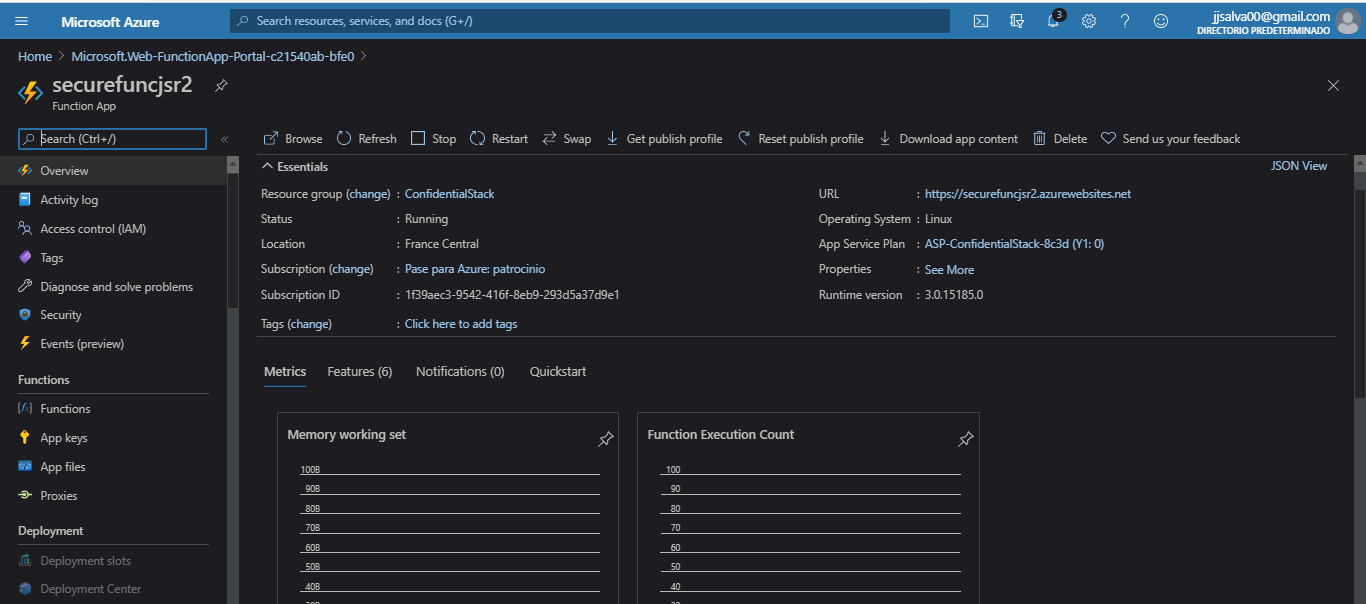 Microsoft Azure
Search resources, services, and docs (G+/)
3
jjsalva00@gmail.com
DIRECTORIO PREDETERMINADO
Home > Microsoft.Web-FunctionApp-Portal-c21540ab-bfe0 >
securefuncjsr2
Function App
Search (Ctrl+/)
«
Browse Refresh Stop Restart Swap Get publish profile Reset publish profile Download app content Delete Send us your feedback
Overview
Activity log
Access control (IAM)
Tags
Diagnose and solve problems
Security
Events (preview)
Functions
Functions
App keys
App files
Proxies
Deployment
Deployment slots
Deployment Center
Essentials
JSON View
Resource group (change) : ConfidentialStack
Status : Running
Location : France Central
Subscription (change) : Pase para Azure: patrocinio
Subscription ID : 1f39aec3-9542-416f-8eb9-293d5a37d9e1
Tags (change) : Click here to add tags
URL : https://securefuncjsr2.azurewebsites.net
Operating System : Linux
App Service Plan : ASP-ConfidentialStack-8c3d (Y1: 0)
Properties : See More
Runtime version : 3.0.15185.0
Metrics Features (6) Notifications (0) Quickstart
Memory working set
100B
90B
80B
70B
60B
50B
40B
Function Execution Count
100
90
80
70
60
50
40